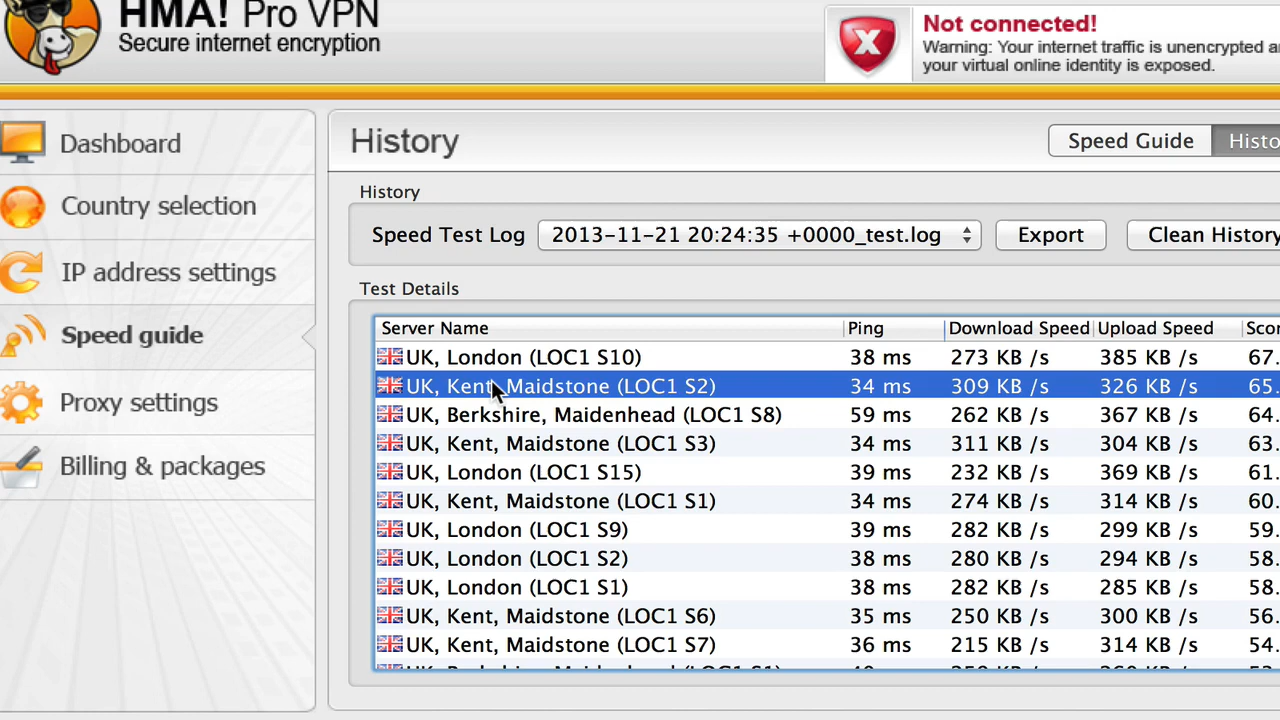 HMA! Pro VPN
Secure internet encryption
Not connected!
Warning: Your internet traffic is unencrypted
your virtual online identity is exposed.
Dashboard
Country selection
IP address settings
Speed guide
Proxy settings
Billing & packages
History
Speed Guide
History
Speed Test Log 2013-11-21 20:24:35 +0000_test.log Export Clean History
Test Details
Server Name Ping Download Speed Upload Speed
UK, London (LOC1 S10) 38 ms 273 KB /s 385 KB /s 67.
UK, Kent, Maidstone (LOC1 S2) 34 ms 309 KB /s 326 KB /s 65.
UK, Berkshire, Maidenhead (LOC1 S8) 59 ms 262 KB /s 367 KB /s 64.
UK, Kent, Maidstone (LOC1 S3) 34 ms 311 KB /s 304 KB /s 63.
UK, London (LOC1 S15) 39 ms 232 KB /s 369 KB /s 61.
UK, Kent, Maidstone (LOC1 S1) 34 ms 274 KB /s 314 KB /s 60.
UK, London (LOC1 S9) 39 ms 282 KB /s 299 KB /s 59.
UK, London (LOC1 S2) 38 ms 280 KB /s 294 KB /s 58.
UK, London (LOC1 S1) 38 ms 282 KB /s 285 KB /s 58.
UK, Kent, Maidstone (LOC1 S6) 35 ms 250 KB /s 300 KB /s 56.
UK, Kent, Maidstone (LOC1 S7) 36 ms 215 KB /s 314 KB /s 54.